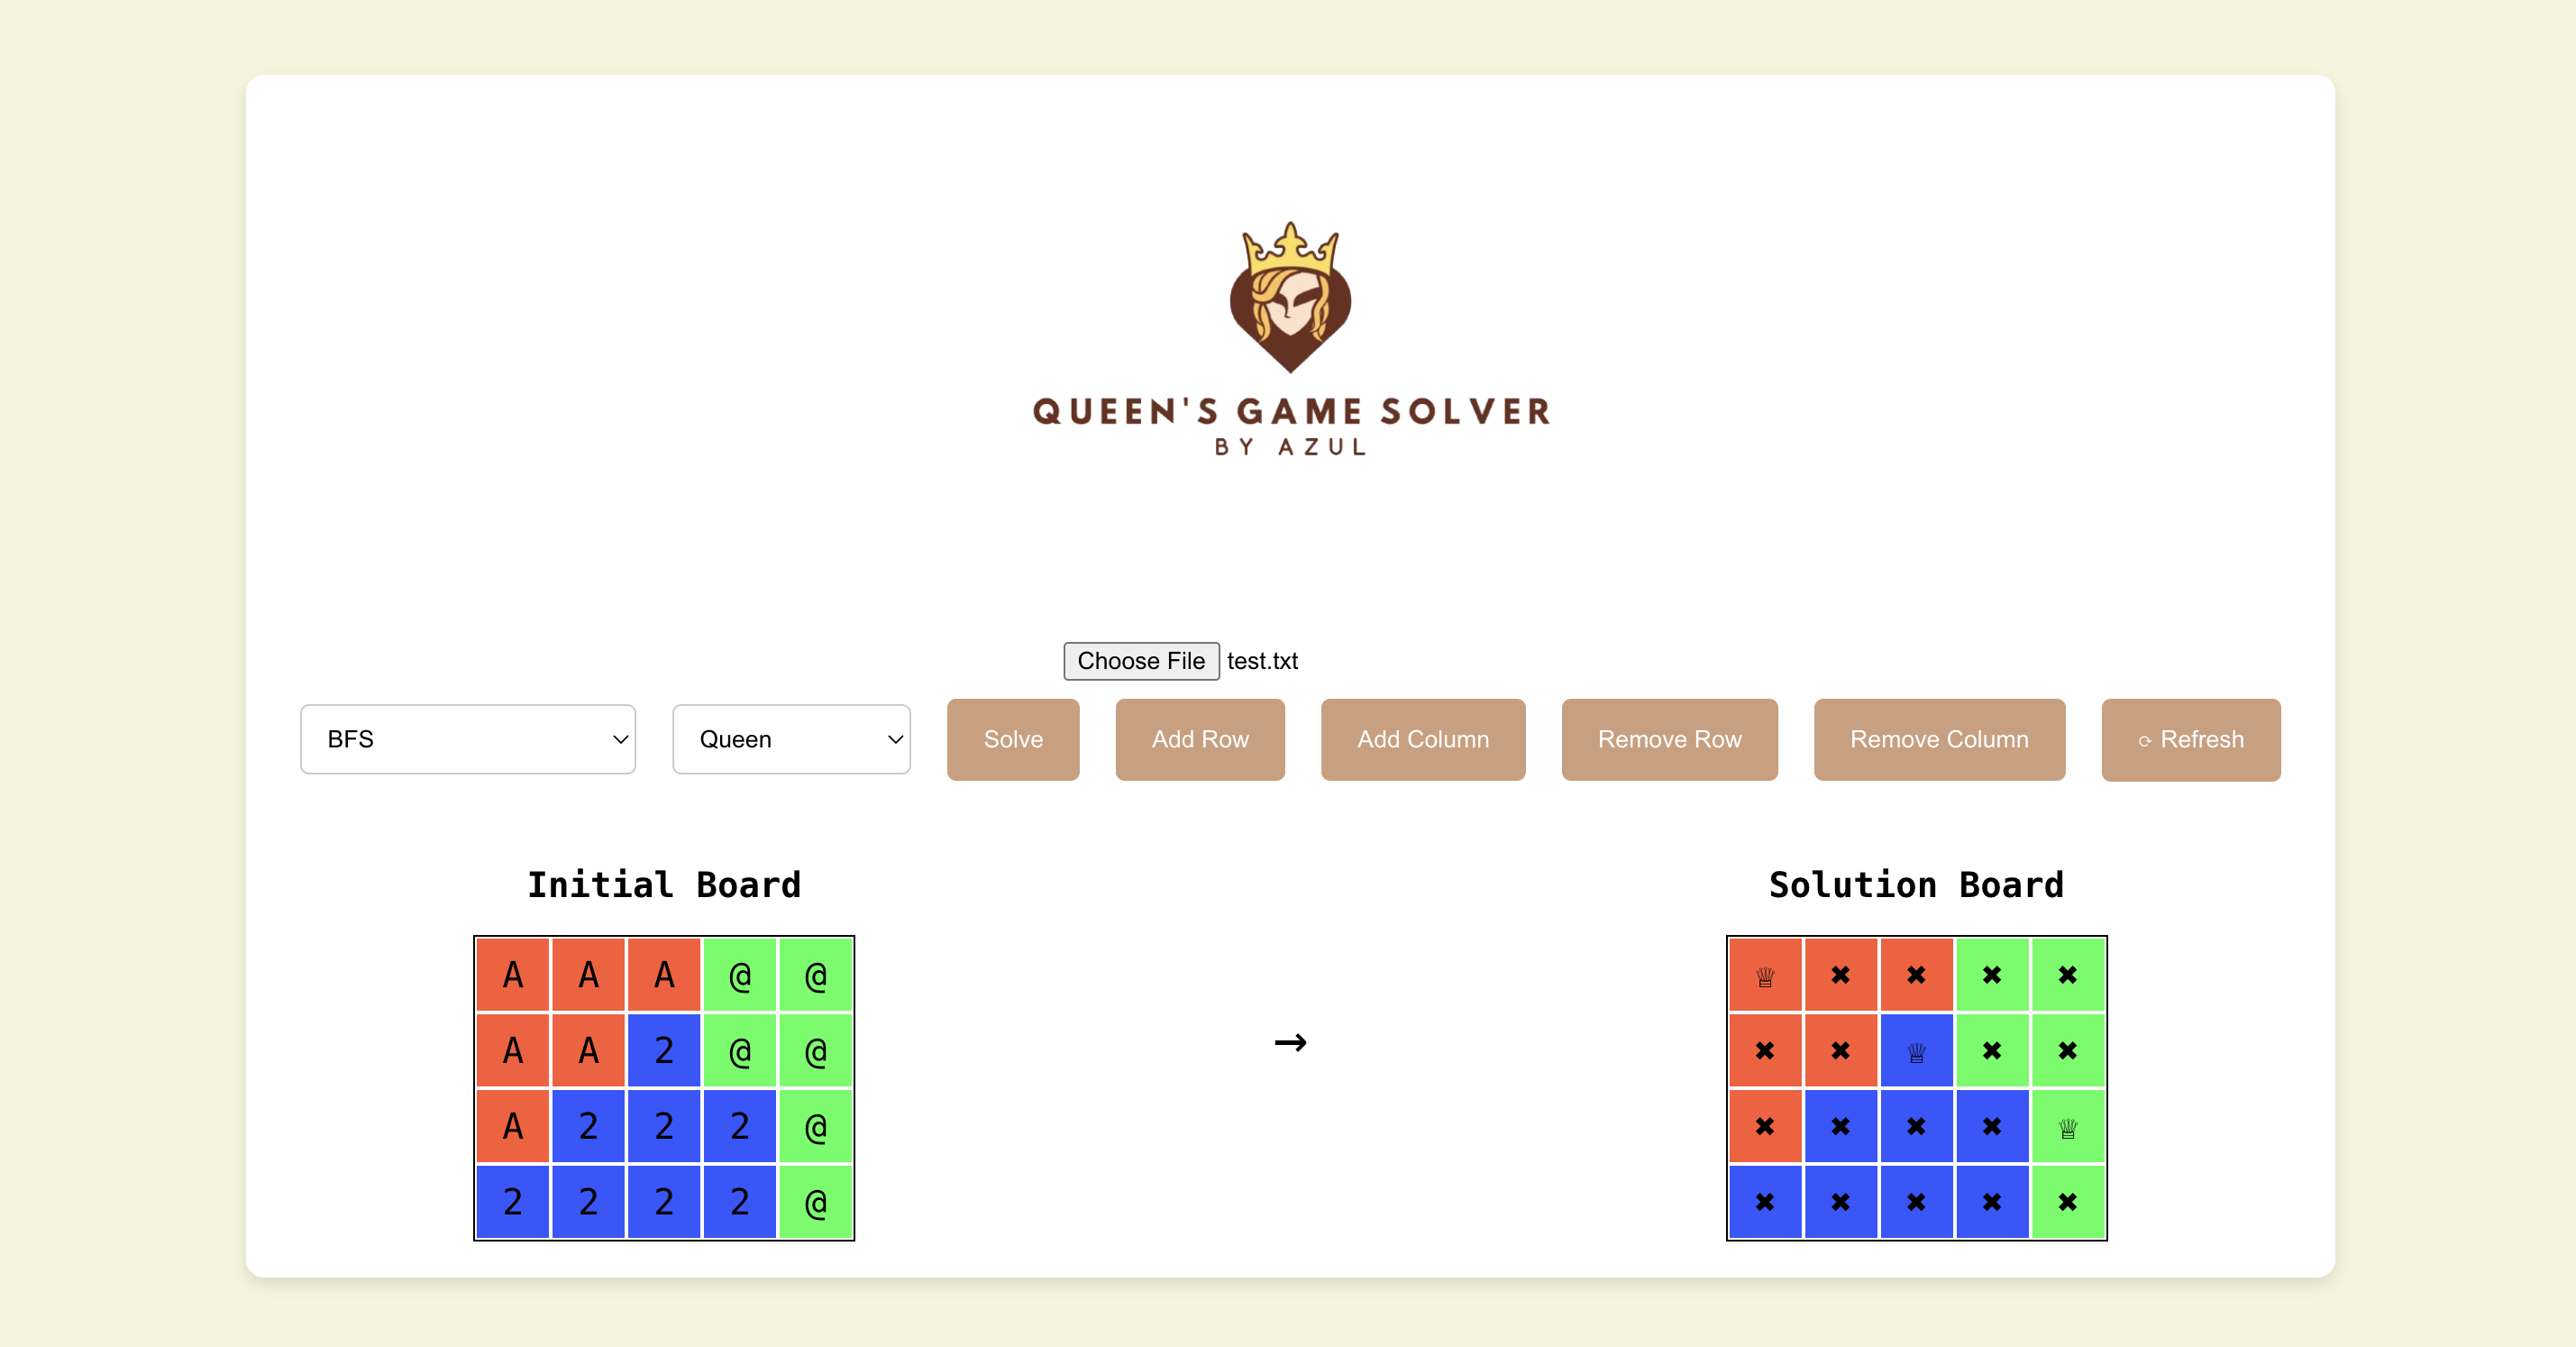 QUEEN'S GAME SOLVER
BY AZUL
Choose File test.txt
BFS Queen Solve Add Row Add Column Remove Row Remove Column ⟳ Refresh
Initial Board
A A A @ @
A A 2 @ @
A 2 2 2 @
2 2 2 2 @
→
Solution Board
♕ ✖ ✖ ✖ ✖
✖ ✖ ♕ ✖ ✖
✖ ✖ ✖ ✖ ♕
✖ ✖ ✖ ✖ ✖